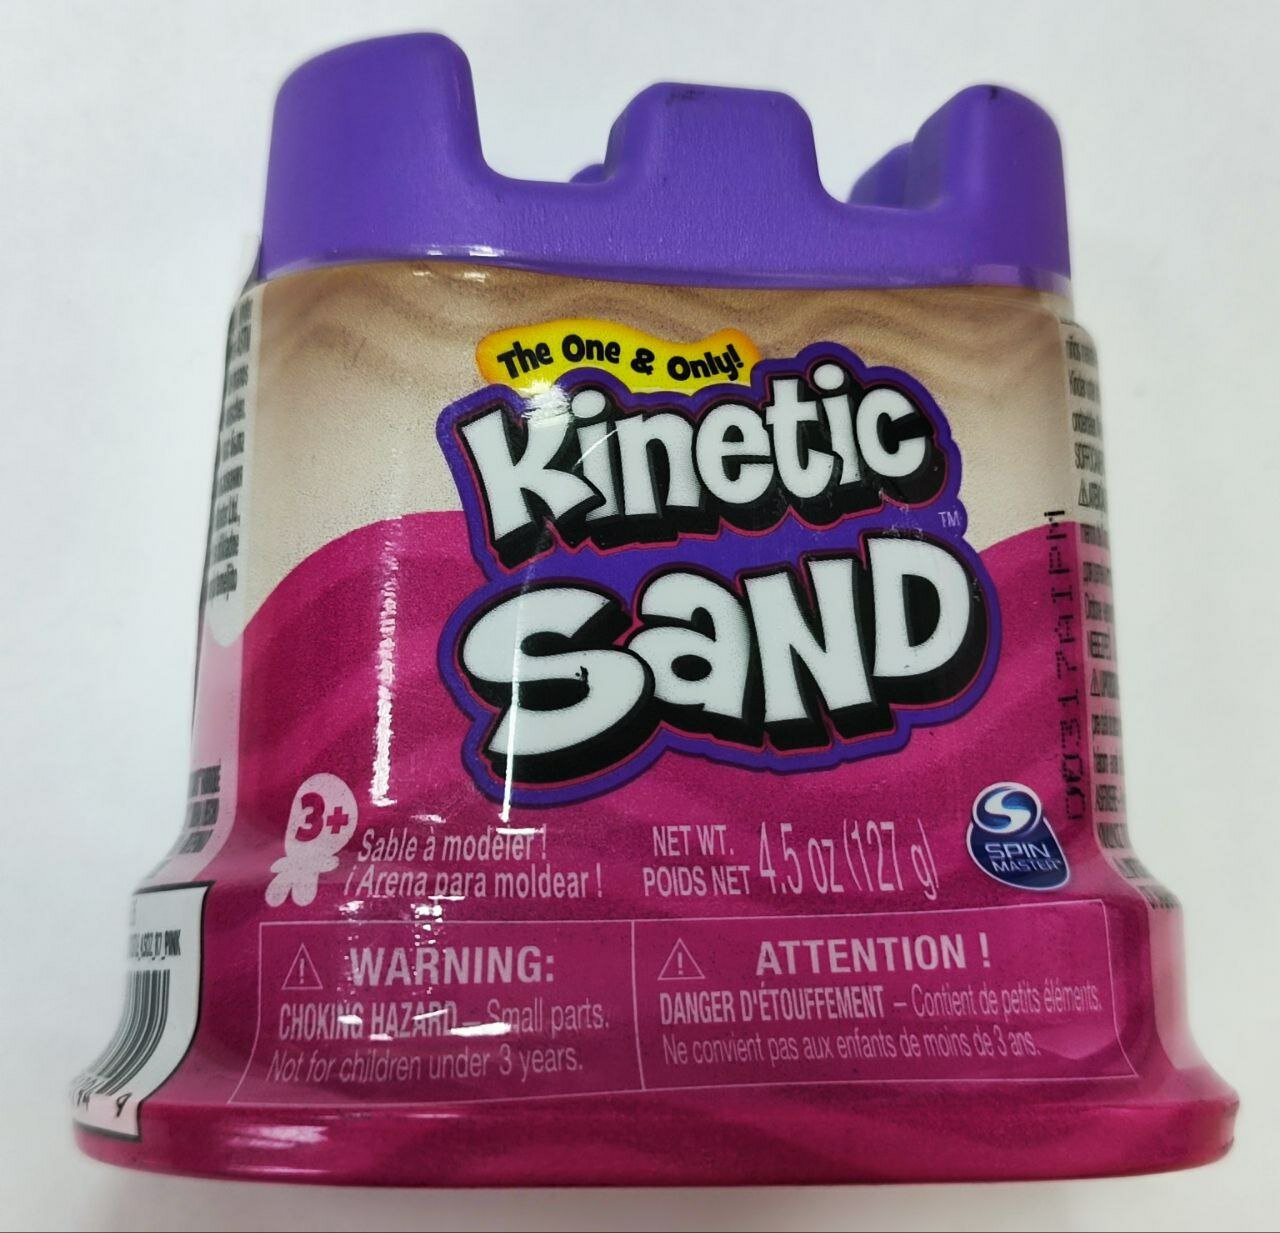 The One & Only!
Kinetic
SAND
TM
3+
Sable à modeler !
¡Arena para moldear !
NET WT.
POIDS NET
4.5 oz (127 g)
SPIN
MASTER
WARNING:
CHOKING HAZARD – Small parts.
Not for children under 3 years.
ATTENTION !
DANGER D'ÉTOUFFEMENT – Contient de petits éléments.
Ne convient pas aux enfants de moins de 3 ans.
PINK